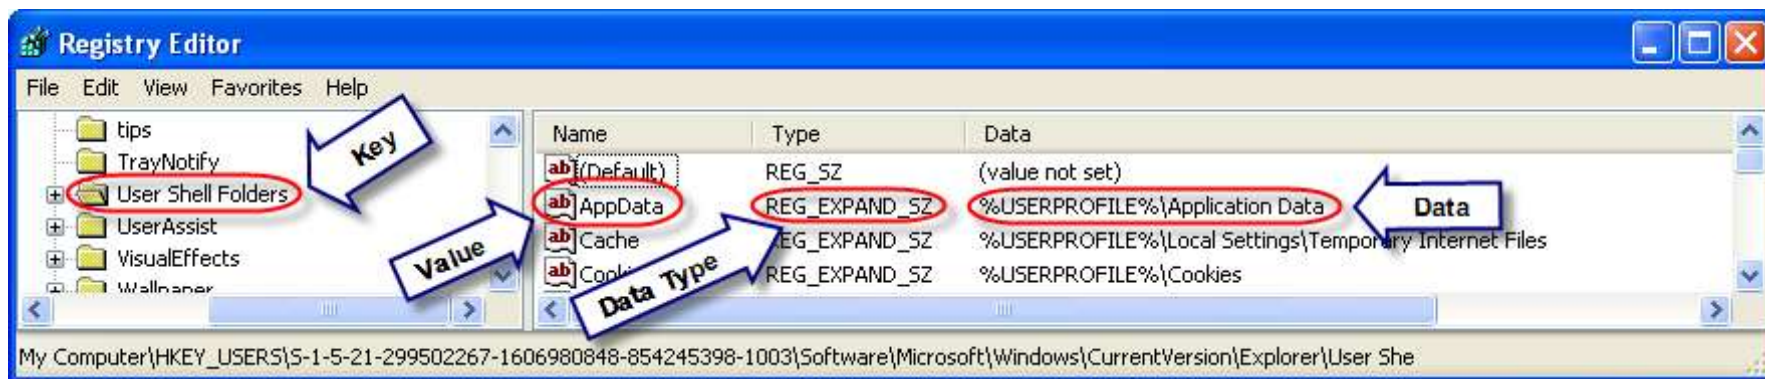 Registry Editor
File Edit View Favorites Help
tips
TrayNotify
User Shell Folders
UserAssist
VisualEffects
Wallpaper
Key
Value
Name Type Data
(Default) REG_SZ (value not set)
AppData REG_EXPAND_SZ %USERPROFILE%\Application Data
Cache REG_EXPAND_SZ %USERPROFILE%\Local Settings\Temporary Internet Files
REG_EXPAND_SZ %USERPROFILE%\Cookies
Data Type
Data
My Computer\HKEY_USERS\S-1-5-21-299502267-1606980848-854245398-1003\Software\Microsoft\Windows\CurrentVersion\Explorer\User She